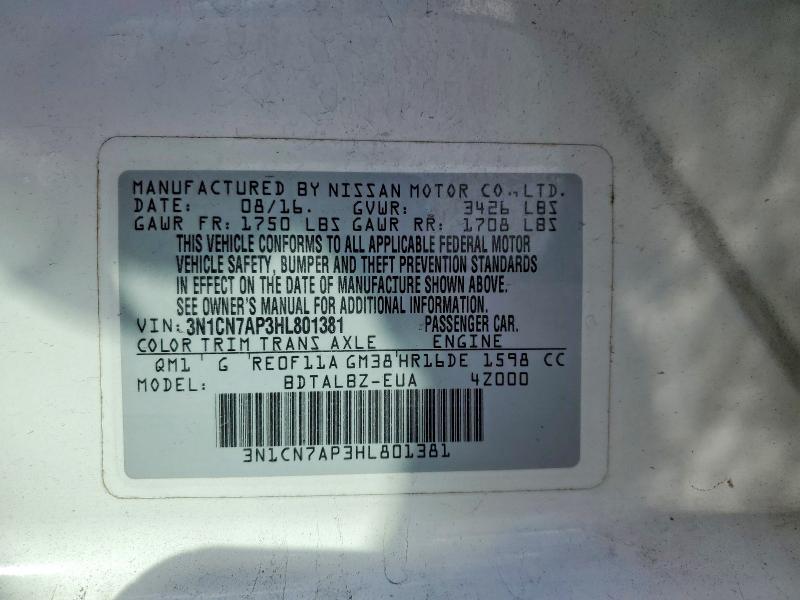 MANUFACTURED BY NISSAN MOTOR CO., LTD.
DATE: 08/16. GVWR: 3426 LBS
GAWR FR: 1750 LBS GAWR RR: 1708 LBS
THIS VEHICLE CONFORMS TO ALL APPLICABLE FEDERAL MOTOR
VEHICLE SAFETY, BUMPER AND THEFT PREVENTION STANDARDS
IN EFFECT ON THE DATE OF MANUFACTURE SHOWN ABOVE.
SEE OWNER'S MANUAL FOR ADDITIONAL INFORMATION.
VIN: 3N1CN7AP3HL801381 PASSENGER CAR.
COLOR TRIM TRANS AXLE ENGINE
QM1 G RE0F11A GM38 HR16DE 1598 CC
MODEL: BDTALBZ-EUA 4Z000
3N1CN7AP3HL801381